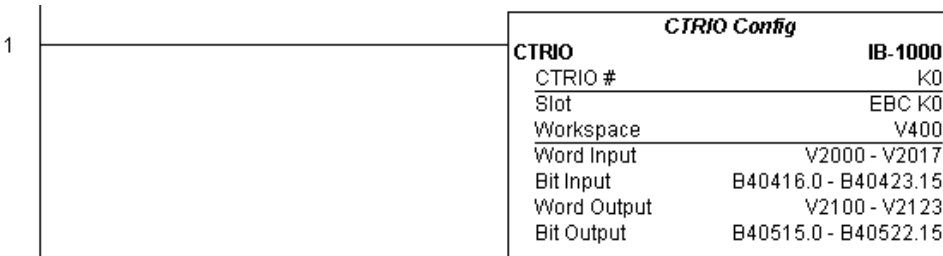 CTRIO Config
1
CTRIO IB-1000
CTRIO # K0
Slot EBC K0
Workspace V400
Word Input V2000 - V2017
Bit Input B40416.0 - B40423.15
Word Output V2100 - V2123
Bit Output B40515.0 - B40522.15